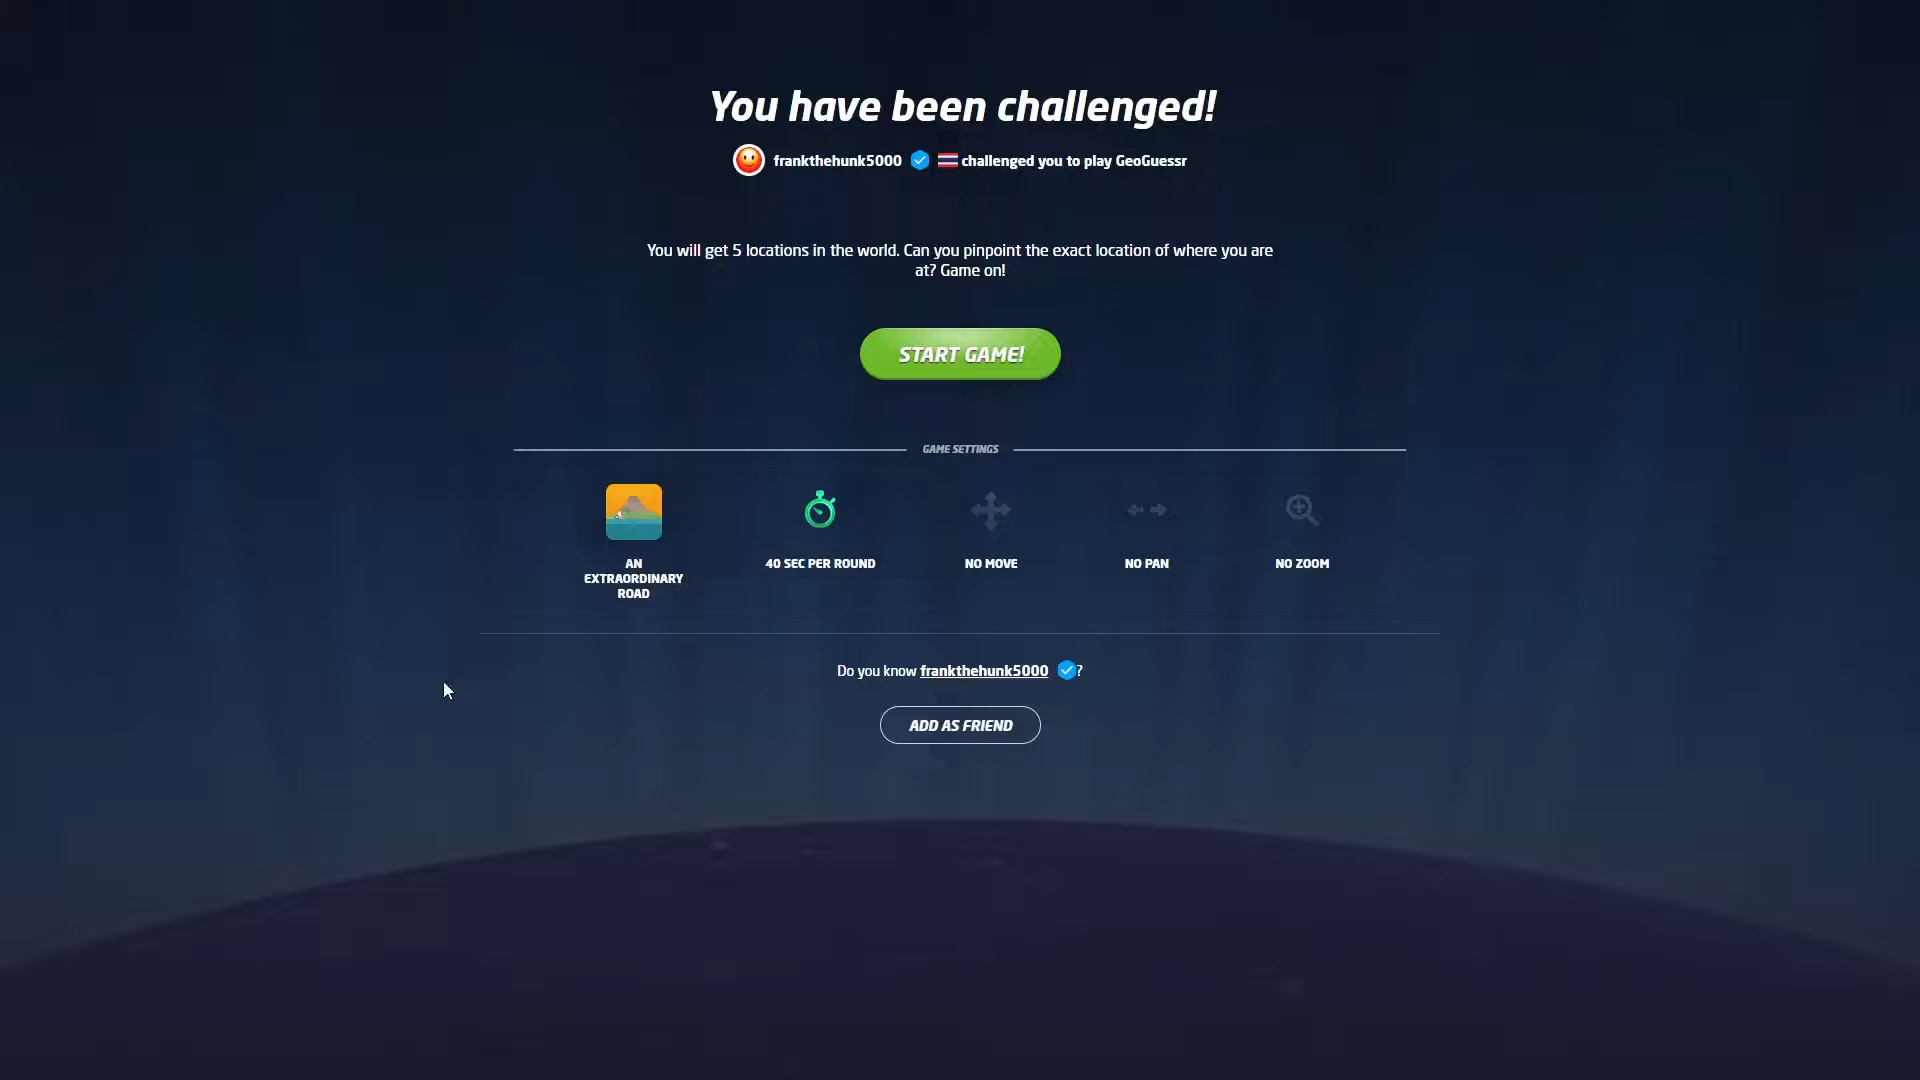 You have been challenged!
frankthehunk5000 challenged you to play GeoGuessr
You will get 5 locations in the world. Can you pinpoint the exact location of where you are
at? Game on!
START GAME!
GAME SETTINGS
AN
EXTRAORDINARY
ROAD
40 SEC PER ROUND
NO MOVE
NO PAN
NO ZOOM
Do you know frankthehunk5000 ?
ADD AS FRIEND